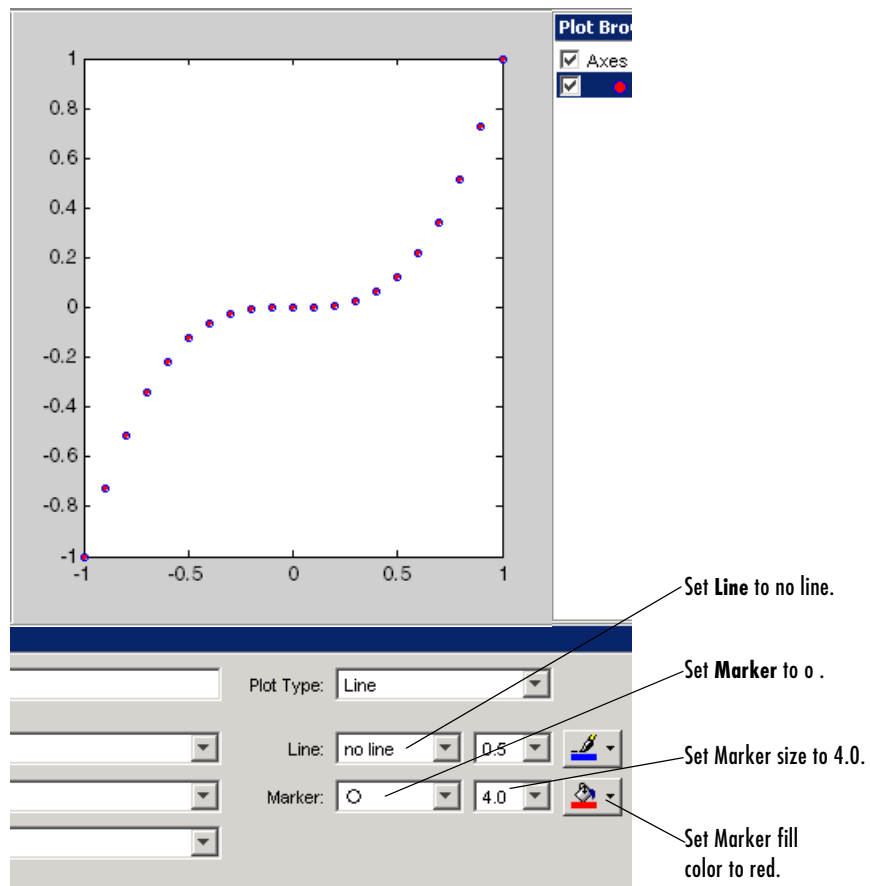 Plot Bro
Axes
1
0.8
0.6
0.4
0.2
0
-0.2
-0.4
-0.6
-0.8
-1
-1 -0.5 0 0.5 1
Set Line to no line.
Set Marker to o .
Plot Type: Line
Line: no line 0.5
Set Marker size to 4.0.
Marker: O 4.0
Set Marker fill
color to red.